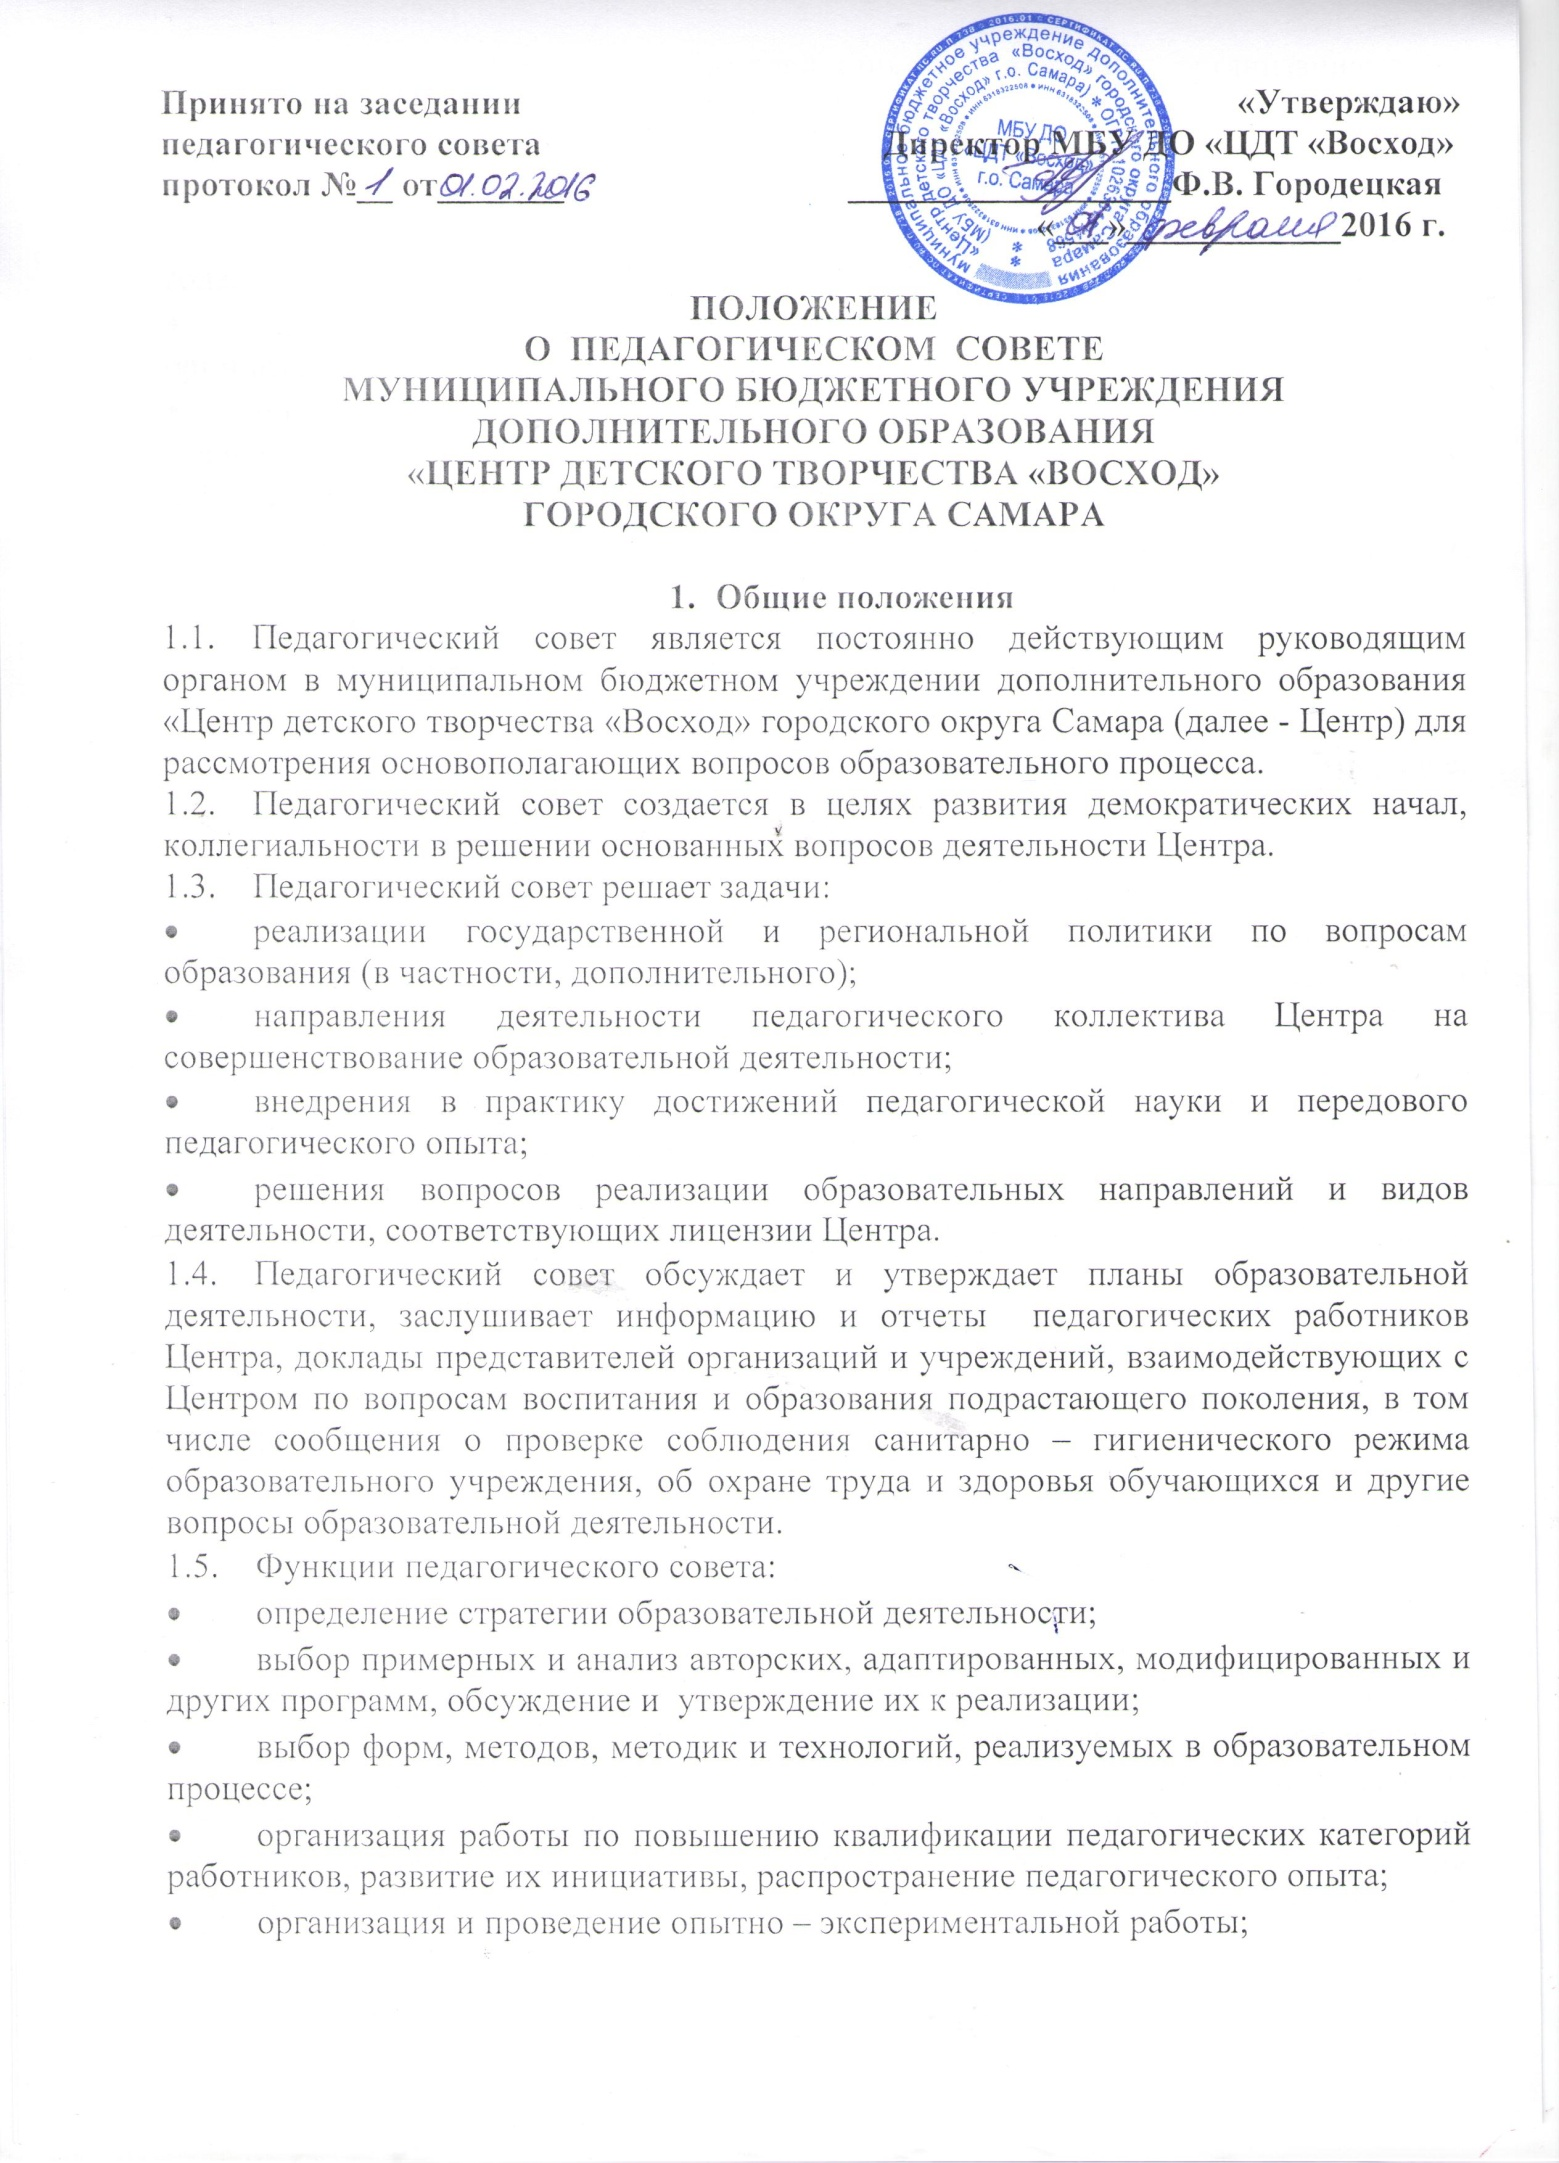 Принято на заседании
педагогического совета
протокол № 1 от 01.02.2016
«Утверждаю»
Директор МБУ ДО «ЦДТ «Восход»
Ф.В. Городецкая
« » февраля 2016 г.
МБУ ДО
«ЦДТ «Восход»
г.о. Самара
ПОЛОЖЕНИЕ
О ПЕДАГОГИЧЕСКОМ СОВЕТЕ
МУНИЦИПАЛЬНОГО БЮДЖЕТНОГО УЧРЕЖДЕНИЯ
ДОПОЛНИТЕЛЬНОГО ОБРАЗОВАНИЯ
«ЦЕНТР ДЕТСКОГО ТВОРЧЕСТВА «ВОСХОД»
ГОРОДСКОГО ОКРУГА САМАРА
1. Общие положения
1.1. Педагогический совет является постоянно действующим руководящим
органом в муниципальном бюджетном учреждении дополнительного образования
«Центр детского творчества «Восход» городского округа Самара (далее - Центр) для
рассмотрения основополагающих вопросов образовательного процесса.
1.2. Педагогический совет создается в целях развития демократических начал,
коллегиальности в решении основанных вопросов деятельности Центра.
1.3. Педагогический совет решает задачи:
• реализации государственной и региональной политики по вопросам
образования (в частности, дополнительного);
• направления деятельности педагогического коллектива Центра на
совершенствование образовательной деятельности;
• внедрения в практику достижений педагогической науки и передового
педагогического опыта;
• решения вопросов реализации образовательных направлений и видов
деятельности, соответствующих лицензии Центра.
1.4. Педагогический совет обсуждает и утверждает планы образовательной
деятельности, заслушивает информацию и отчеты педагогических работников
Центра, доклады представителей организаций и учреждений, взаимодействующих с
Центром по вопросам воспитания и образования подрастающего поколения, в том
числе сообщения о проверке соблюдения санитарно – гигиенического режима
образовательного учреждения, об охране труда и здоровья обучающихся и другие
вопросы образовательной деятельности.
1.5. Функции педагогического совета:
• определение стратегии образовательной деятельности;
• выбор примерных и анализ авторских, адаптированных, модифицированных и
других программ, обсуждение и утверждение их к реализации;
• выбор форм, методов, методик и технологий, реализуемых в образовательном
процессе;
• организация работы по повышению квалификации педагогических категорий
работников, развитие их инициативы, распространение педагогического опыта;
• организация и проведение опытно – экспериментальной работы;